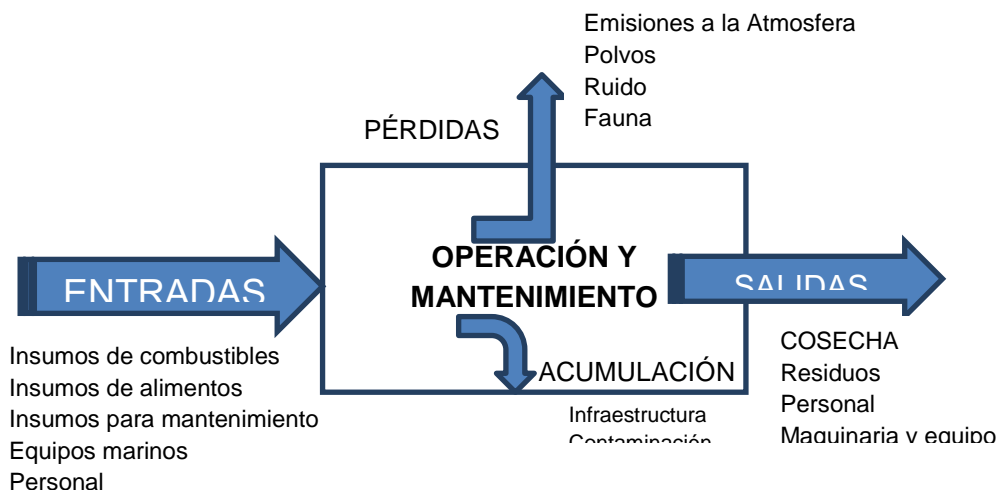 Emisiones a la Atmosfera
Polvos
Ruido
Fauna
PÉRDIDAS
OPERACIÓN Y
MANTENIMIENTO
ENTRADAS
SALIDAS
Insumos de combustibles
Insumos de alimentos
Insumos para mantenimiento
Equipos marinos
Personal
ACUMULACIÓN
Infraestructura
Contaminación
COSECHA
Residuos
Personal
Maquinaria y equipo